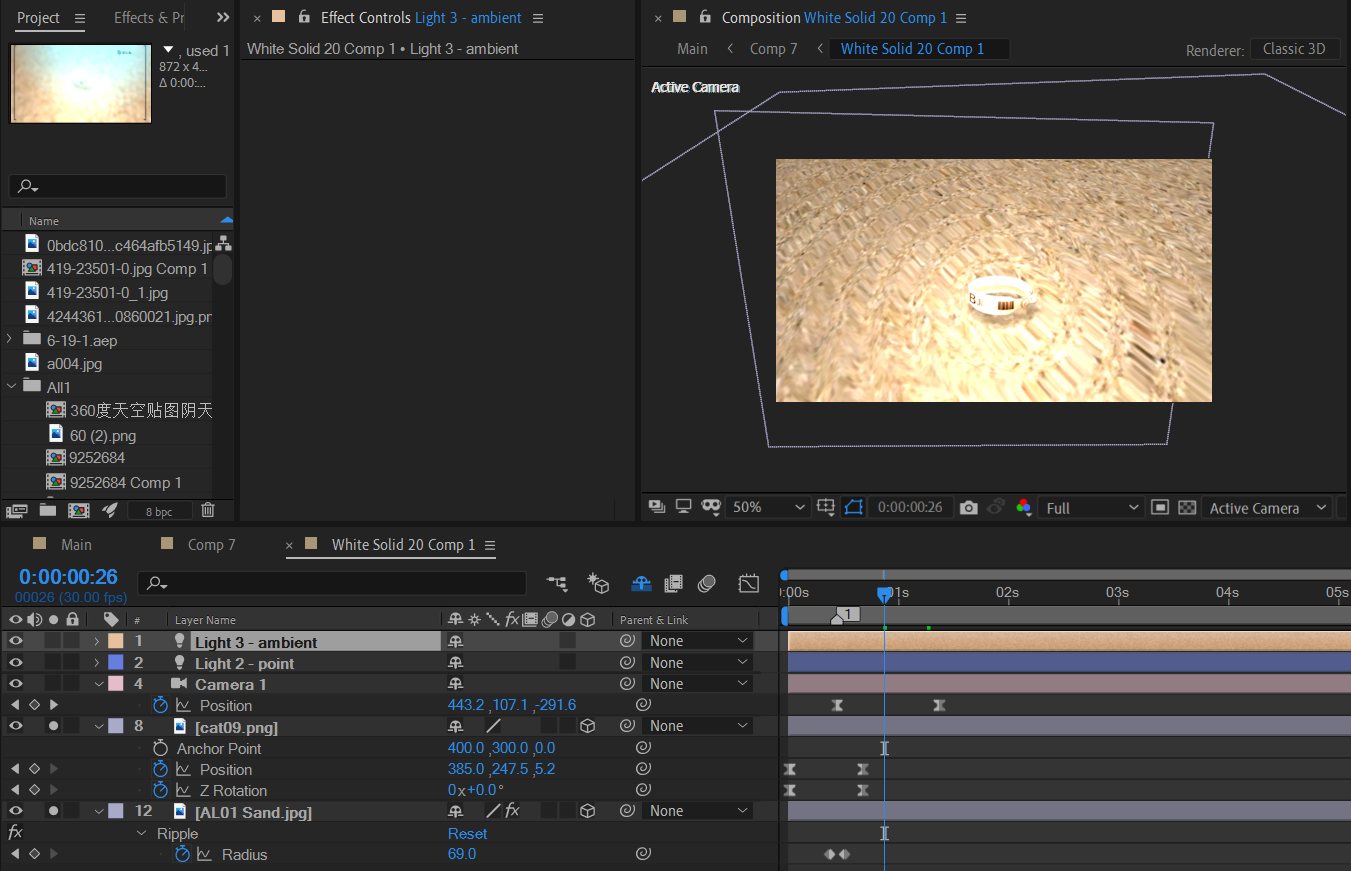 Project
Effects & Pr
Effect Controls Light 3 - ambient
Composition White Solid 20 Comp 1
, used 1
872 x 4...
Δ 0:00:...
White Solid 20 Comp 1 • Light 3 - ambient
Main
Comp 7
White Solid 20 Comp 1
Renderer:
Classic 3D
Active Camera
Name
0bdc810...c464afb5149.jp
419-23501-0.jpg Comp 1
419-23501-0_1.jpg
4244361...0860021.jpg.pn
6-19-1.aep
a004.jpg
All1
360度天空贴图阴天
60 (2).png
9252684
9252684 Comp 1
8 bpc
50%
0:00:00:26
Full
Active Camera
Main
Comp 7
White Solid 20 Comp 1
0:00:00:26
00026 (30.00 fps)
:00s
01s
02s
03s
04s
05s
# Layer Name
fx
Parent & Link
1
1 Light 3 - ambient None
2 Light 2 - point None
4 Camera 1 None
Position 443.2 ,107.1 ,-291.6
8 [cat09.png] None
Anchor Point 400.0 ,300.0 ,0.0
Position 385.0 ,247.5 ,5.2
Z Rotation 0x+0.0°
12 [AL01 Sand.jpg] fx None
fx Ripple Reset
Radius 69.0